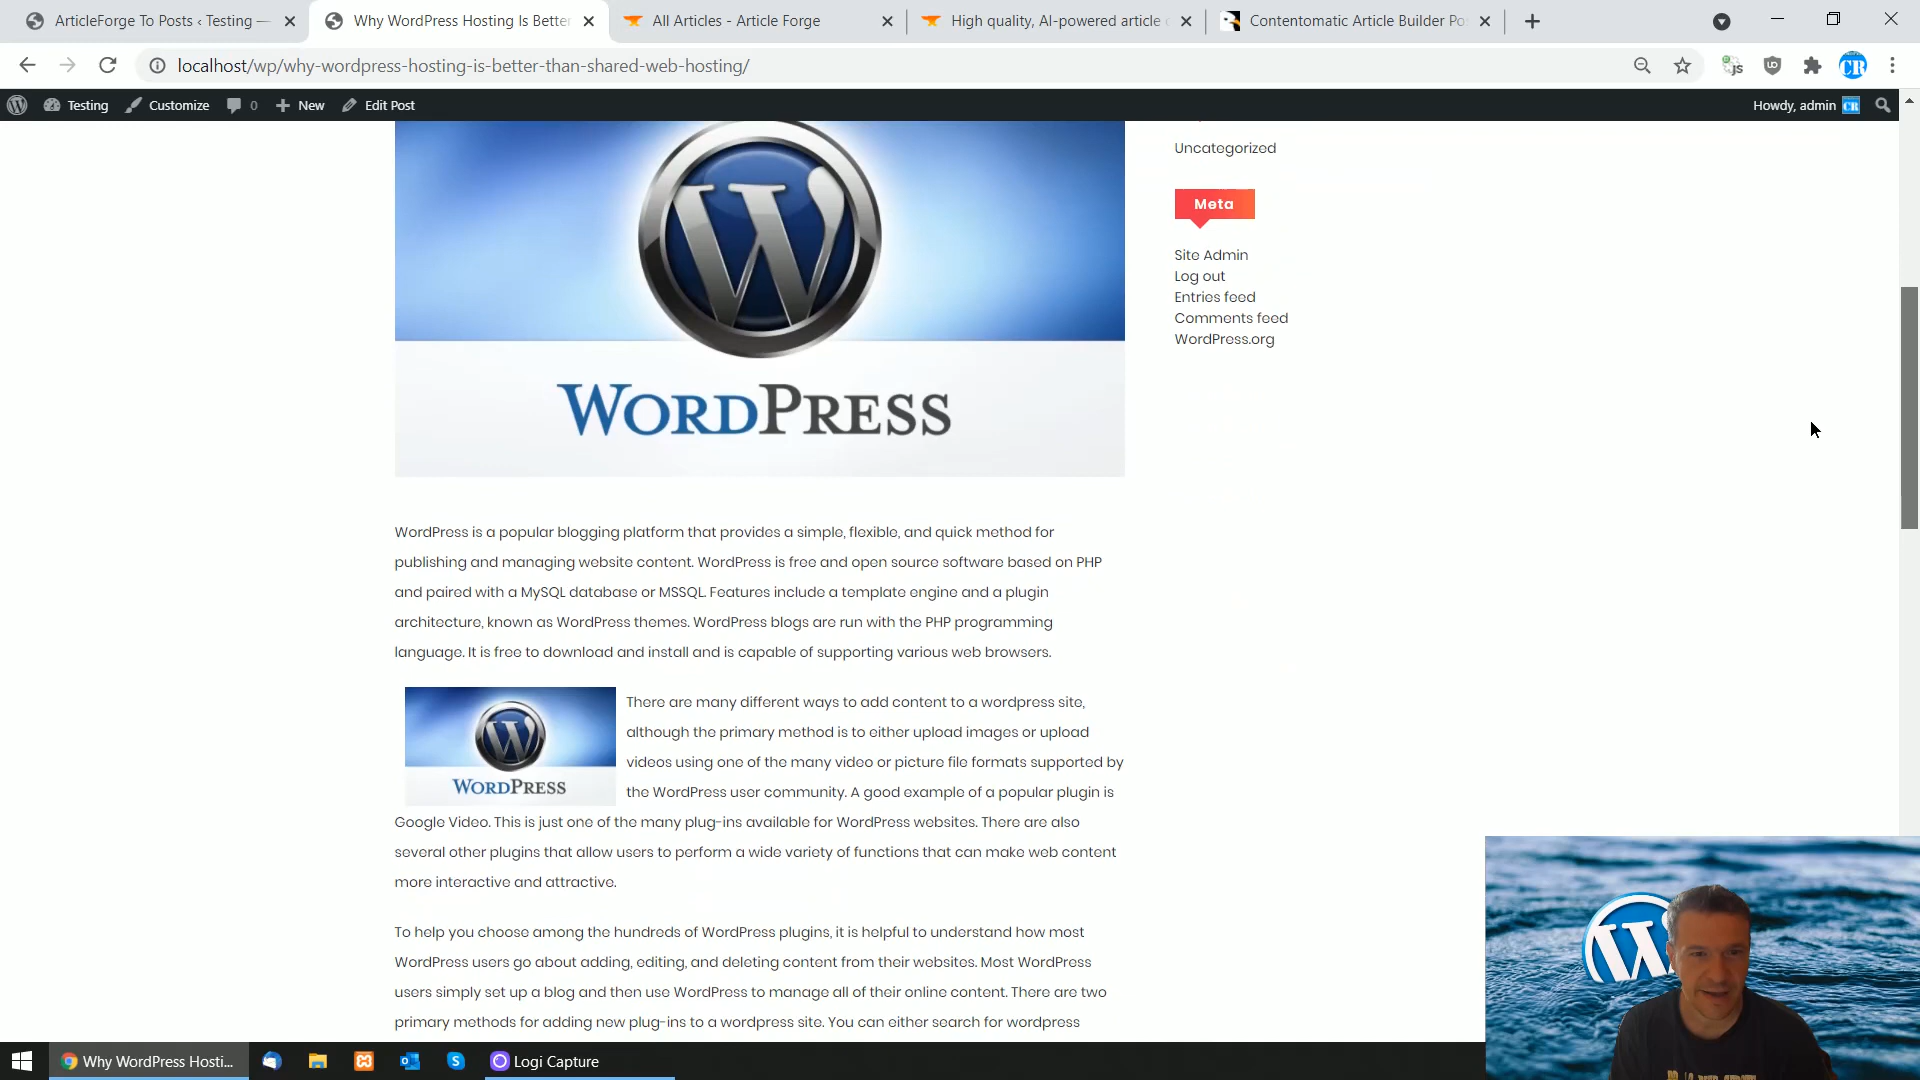 ArticleForge To Posts ‹ Testing —
Why WordPress Hosting Is Better
All Articles - Article Forge
High quality, AI-powered article
Contentomatic Article Builder Po
localhost/wp/why-wordpress-hosting-is-better-than-shared-web-hosting/
Testing
Customize
0
New
Edit Post
Howdy, admin
CR
Uncategorized
Meta
Site Admin
Log out
Entries feed
Comments feed
WordPress.org
WORDPRESS
WordPress is a popular blogging platform that provides a simple, flexible, and quick method for
publishing and managing website content. WordPress is free and open source software based on PHP
and paired with a MySQL database or MSSQL. Features include a template engine and a plugin
architecture, known as WordPress themes. WordPress blogs are run with the PHP programming
language. It is free to download and install and is capable of supporting various web browsers.
WORDPRESS
There are many different ways to add content to a wordpress site,
although the primary method is to either upload images or upload
videos using one of the many video or picture file formats supported by
the WordPress user community. A good example of a popular plugin is
Google Video. This is just one of the many plug-ins available for WordPress websites. There are also
several other plugins that allow users to perform a wide variety of functions that can make web content
more interactive and attractive.
To help you choose among the hundreds of WordPress plugins, it is helpful to understand how most
WordPress users go about adding, editing, and deleting content from their websites. Most WordPress
users simply set up a blog and then use WordPress to manage all of their online content. There are two
primary methods for adding new plug-ins to a wordpress site. You can either search for wordpress
Why WordPress Hosti...
Logi Capture